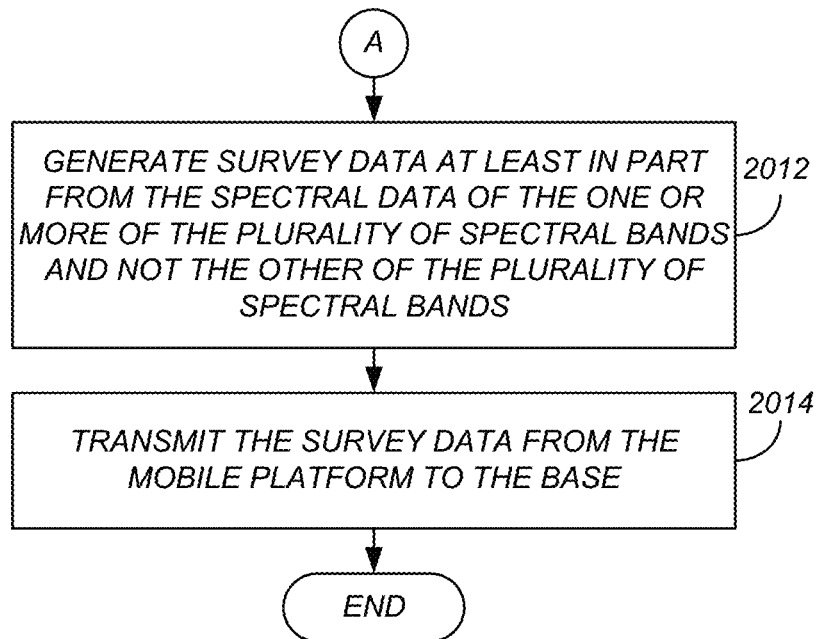 A
GENERATE SURVEY DATA AT LEAST IN PART
FROM THE SPECTRAL DATA OF THE ONE OR
MORE OF THE PLURALITY OF SPECTRAL BANDS
AND NOT THE OTHER OF THE PLURALITY OF
SPECTRAL BANDS
2012
TRANSMIT THE SURVEY DATA FROM THE
MOBILE PLATFORM TO THE BASE
2014
END